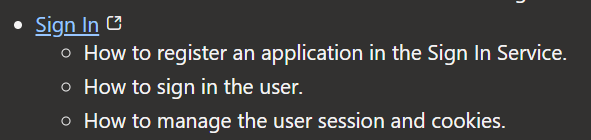 Sign In
How to register an application in the Sign In Service.
How to sign in the user.
How to manage the user session and cookies.